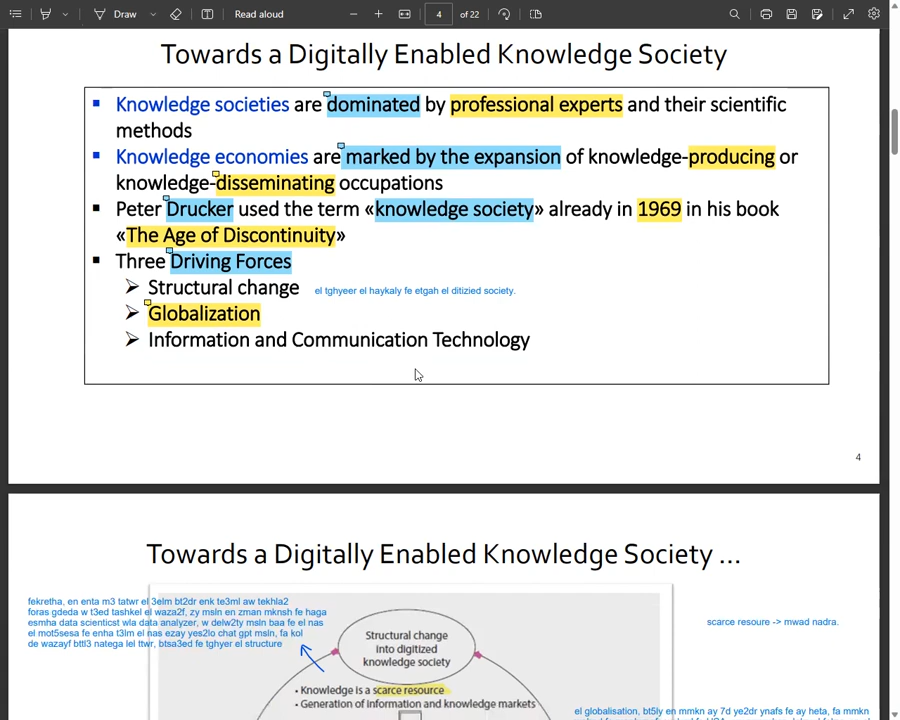 Draw
Read aloud
4
of 22
Towards a Digitally Enabled Knowledge Society
Knowledge societies are dominated by professional experts and their scientific
methods
Knowledge economies are marked by the expansion of knowledge-producing or
knowledge-disseminating occupations
Peter Drucker used the term «knowledge society» already in 1969 in his book
«The Age of Discontinuity»
Three Driving Forces
Structural change
el tghyeer el haykaly fe etgah el ditizied society.
Globalization
Information and Communication Technology
4
Towards a Digitally Enabled Knowledge Society ...
fekretha, en enta m3 tatwr el 3elm bt2dr enk te3ml aw tekhla2
foras gdeda w t3ed tashkel el waza2f, zy msln en zman mknsh fe haga
esmha data scienticst wla data analyzer, w delw2ty msln baa fe el nas
el mot5sesa fe enha t3lm el nas ezay yes2lo chat gpt msln, fa kol
de wazayf bttl3 natega lel ttwr, btsa3ed fe tghyer el structure
scarce resoure -> mwad nadra.
Structural change
into digitized
knowledge society
• Knowledge is a scarce resource
• Generation of information and knowledge markets
el globalisation, bt5ly en mmkn ay 7d ye2dr ynafs fe ay heta, fa mmkn